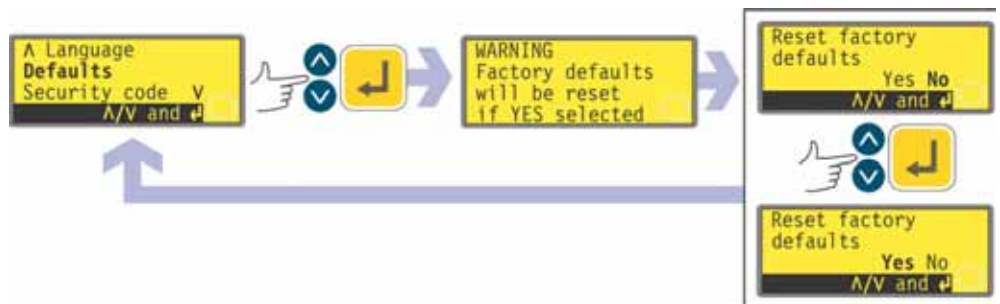 Λ Language
Defaults
Security code V
Λ/V and ↵
WARNING
Factory defaults
will be reset
if YES selected
Reset factory
defaults
Yes No
Λ/V and ↵
Reset factory
defaults
Yes No
Λ/V and ↵